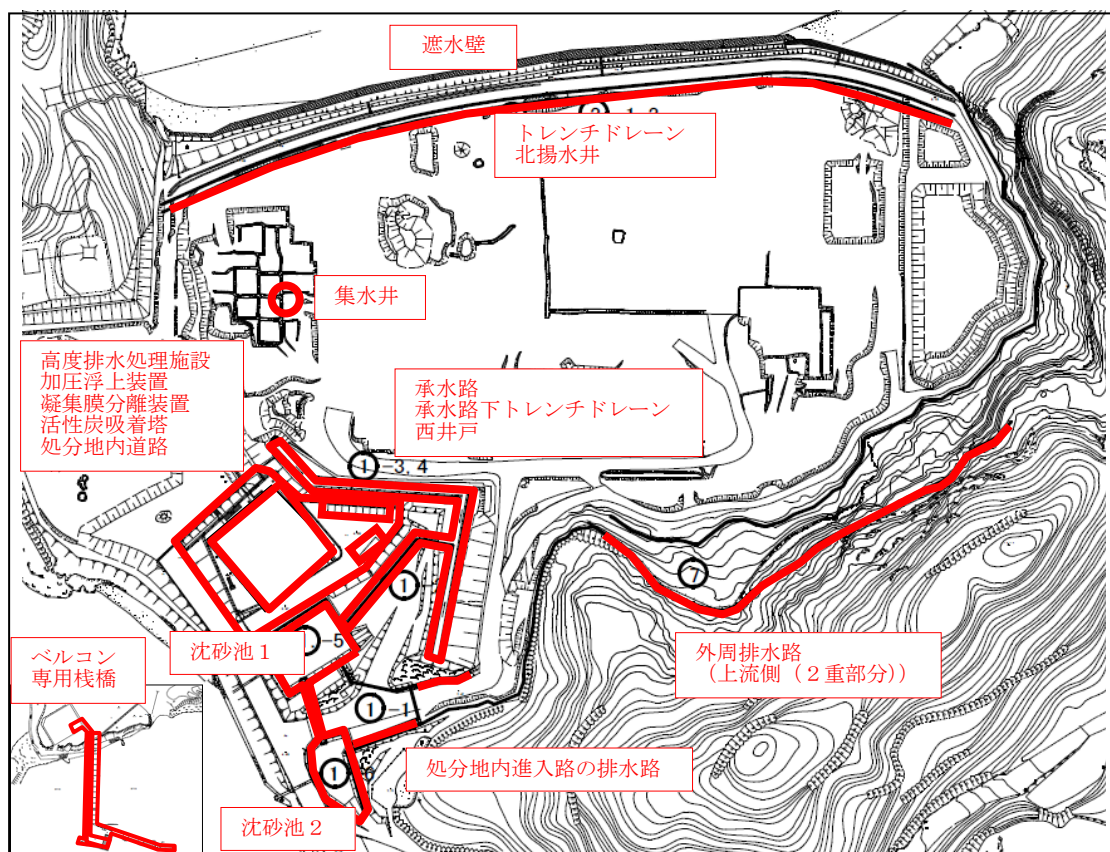 遮水壁
トレンチドレーン
北揚水井
集水井
高度排水処理施設
加圧浮上装置
凝集膜分離装置
活性炭吸着塔
処分地内道路
承水路
承水路下トレンチドレーン
西井戸
①-3, 4
①
⑦
-5
沈砂池1
ベルコン
専用桟橋
外周排水路
(上流側(2重部分))
①-1
処分地内進入路の排水路
①
沈砂池2